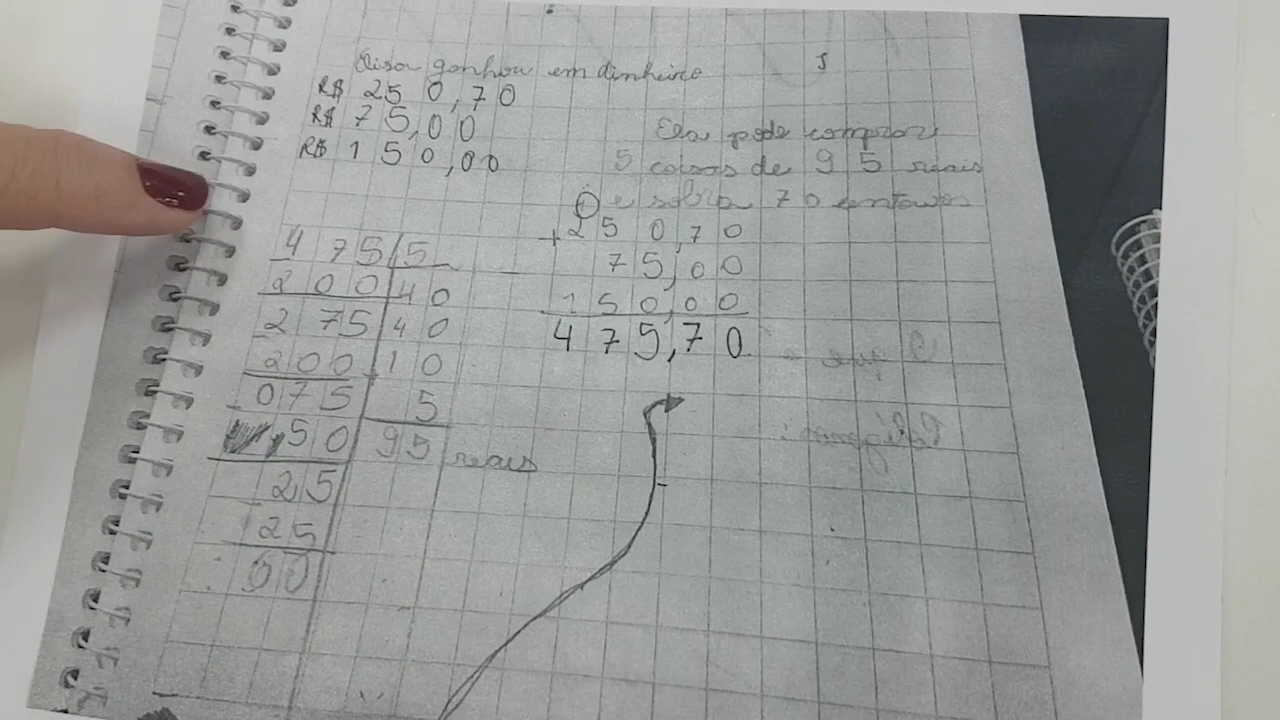 Elisa ganhou em dinheiro
R$ 250,70
R$ 75,00
R$ 150,00
Ela pode comprar
5 coisas de 95 reais
e sobra 70 centavos
475/5
200 40
275 40
200 10
075 5
50 95 reais
25
25
00
250,70
+ 75,00
150,00
475,70